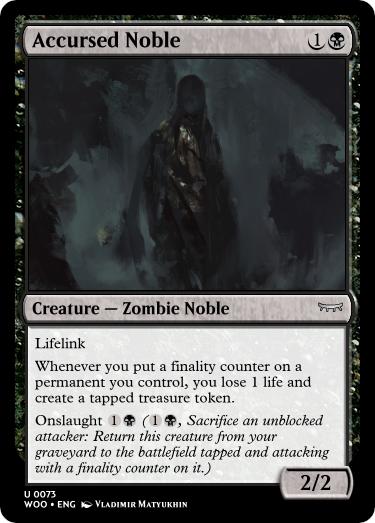 Accursed Noble 1
Creature — Zombie Noble
Lifelink
Whenever you put a finality counter on a
permanent you control, you lose 1 life and
create a tapped treasure token.
Onslaught 1 (1, Sacrifice an unblocked
attacker: Return this creature from your
graveyard to the battlefield tapped and attacking
with a finality counter on it.)
2/2
U 0073
WOO • ENG Vladimir Matyukhin